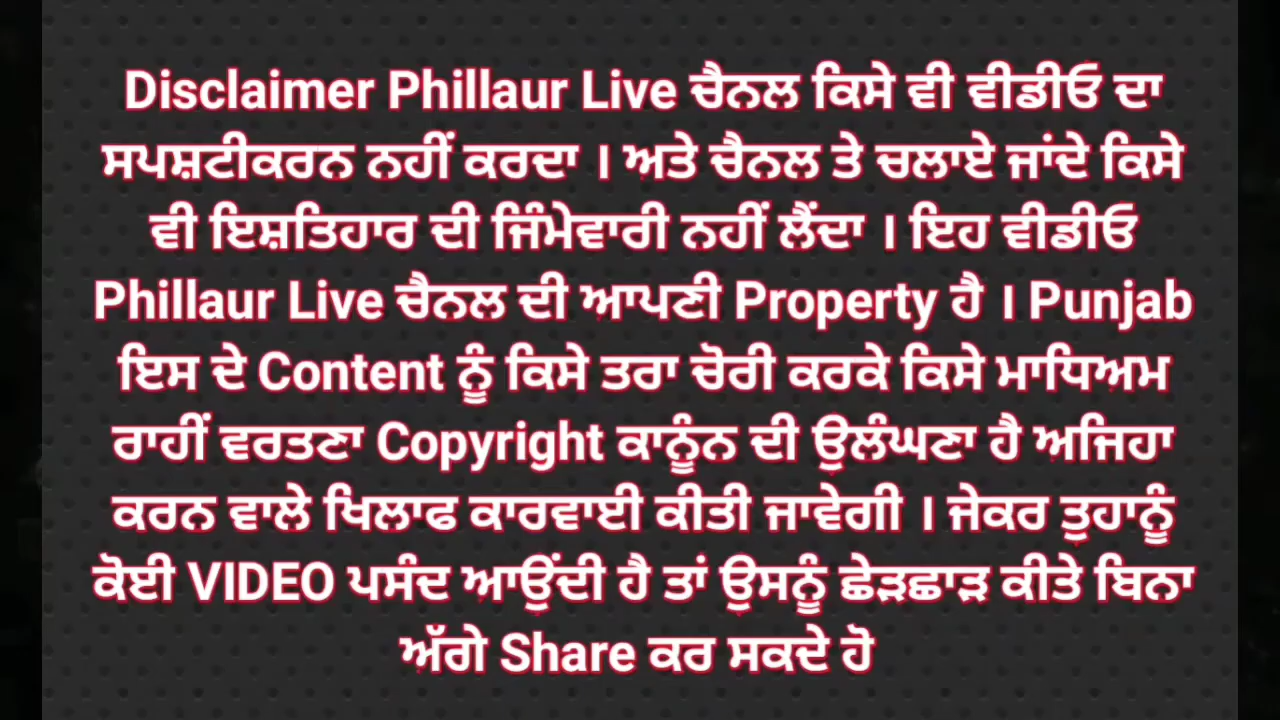 Disclaimer Phillaur Live ਚੈਨਲ ਕਿਸੇ ਵੀ ਵੀਡੀਓ ਦਾ
ਸਪਸ਼ਟੀਕਰਨ ਨਹੀਂ ਕਰਦਾ । ਅਤੇ ਚੈਨਲ ਤੇ ਚਲਾਏ ਜਾਂਦੇ ਕਿਸੇ
ਵੀ ਇਸ਼ਤਿਹਾਰ ਦੀ ਜਿੰਮੇਵਾਰੀ ਨਹੀਂ ਲੈਂਦਾ । ਇਹ ਵੀਡੀਓ
Phillaur Live ਚੈਨਲ ਦੀ ਆਪਣੀ Property ਹੈ । Punjab
ਇਸ ਦੇ Content ਨੂੰ ਕਿਸੇ ਤਰਾ ਚੋਰੀ ਕਰਕੇ ਕਿਸੇ ਮਾਧਿਅਮ
ਰਾਹੀਂ ਵਰਤਣਾ Copyright ਕਾਨੂੰਨ ਦੀ ਉਲੰਘਣਾ ਹੈ ਅਜਿਹਾ
ਕਰਨ ਵਾਲੇ ਖਿਲਾਫ ਕਾਰਵਾਈ ਕੀਤੀ ਜਾਵੇਗੀ । ਜੇਕਰ ਤੁਹਾਨੂੰ
ਕੋਈ VIDEO ਪਸੰਦ ਆਉਂਦੀ ਹੈ ਤਾਂ ਉਸਨੂੰ ਛੇੜਛਾੜ ਕੀਤੇ ਬਿਨਾ
ਅੱਗੇ Share ਕਰ ਸਕਦੇ ਹੋ